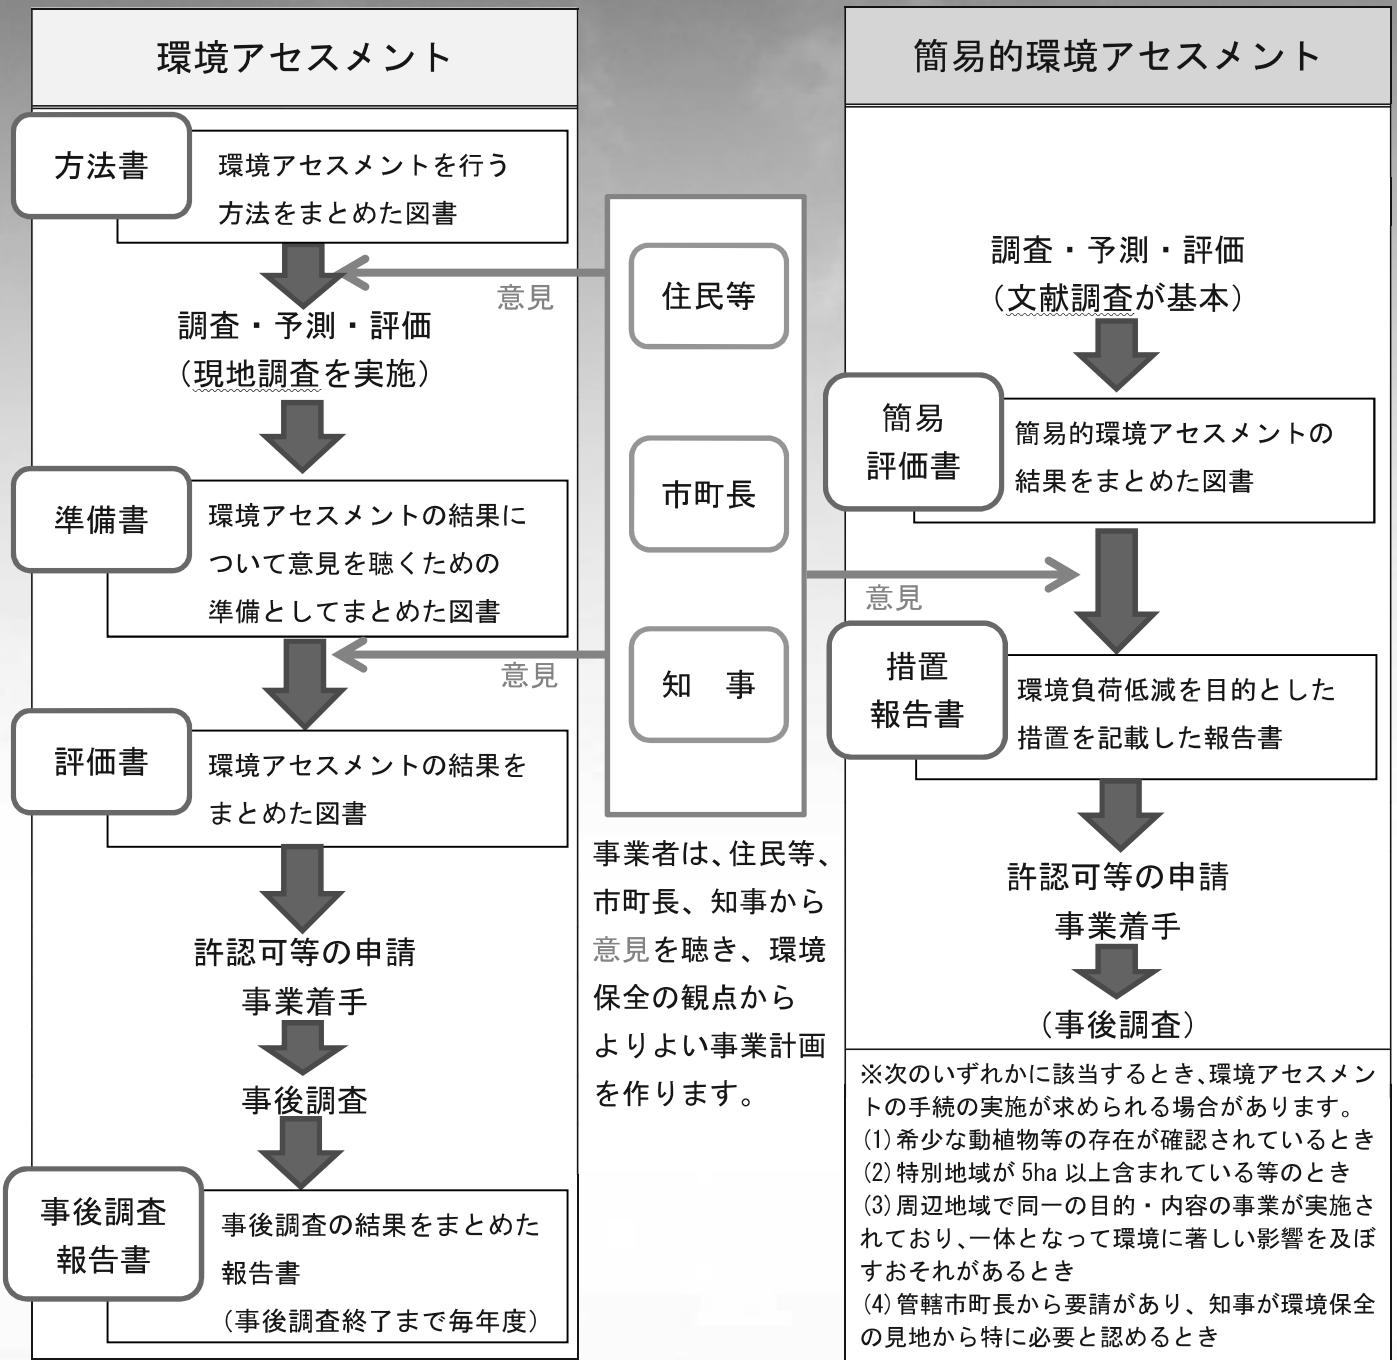 環境アセスメント
方法書
環境アセスメントを行う
方法をまとめた図書
意見
調査・予測・評価
（現地調査を実施）
準備書
環境アセスメントの結果に
ついて意見を聴くための
準備としてまとめた図書
意見
評価書
環境アセスメントの結果を
まとめた図書
許認可等の申請
事業着手
事後調査
事後調査
報告書
事後調査の結果をまとめた
報告書
（事後調査終了まで毎年度）
住民等
市町長
知　事
事業者は、住民等、
市町長、知事から
意見を聴き、環境
保全の観点から
よりよい事業計画
を作ります。
簡易的環境アセスメント
調査・予測・評価
（文献調査が基本）
簡易
評価書
簡易的環境アセスメントの
結果をまとめた図書
意見
措置
報告書
環境負荷低減を目的とした
措置を記載した報告書
許認可等の申請
事業着手
（事後調査）
※次のいずれかに該当するとき、環境アセスメン
トの手続の実施が求められる場合があります。
(1)希少な動植物等の存在が確認されているとき
(2)特別地域が 5ha 以上含まれている等のとき
(3)周辺地域で同一の目的・内容の事業が実施さ
れており、一体となって環境に著しい影響を及ぼ
すおそれがあるとき
(4)管轄市町長から要請があり、知事が環境保全
の見地から特に必要と認めるとき